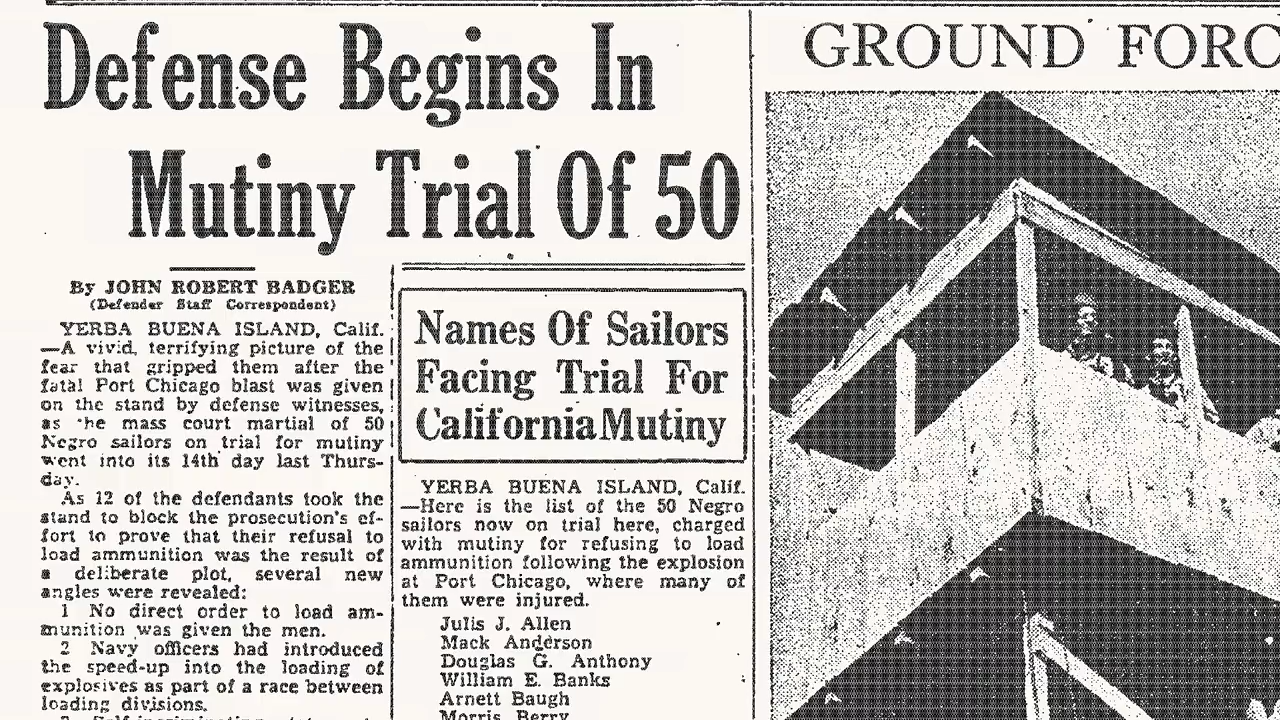 Defense Begins In
Mutiny Trial Of 50
By JOHN ROBERT BADGER
(Defender Staff Correspondent)
YERBA BUENA ISLAND, Calif.
—A vivid, terrifying picture of the
fear that gripped them after the
fatal Port Chicago blast was given
on the stand by defense witnesses,
as the mass court martial of 50
Negro sailors on trial for mutiny
went into its 14th day last Thurs-
day.
As 12 of the defendants took the
stand to block the prosecution's ef-
fort to prove that their refusal to
load ammunition was the result of
a deliberate plot, several new
angles were revealed:
1 No direct order to load am-
munition was given the men.
2 Navy officers had introduced
the speed-up into the loading of
explosives as part of a race between
loading divisions.
Names Of Sailors
Facing Trial For
California Mutiny
YERBA BUENA ISLAND, Calif.
—Here is the list of the 50 Negro
sailors now on trial here, charged
with mutiny for refusing to load
ammunition following the explosion
at Port Chicago, where many of
them were injured.
Julis J. Allen
Mack Anderson
Douglas G. Anthony
William E. Banks
Arnett Baugh
Morris Berry
GROUND FORC